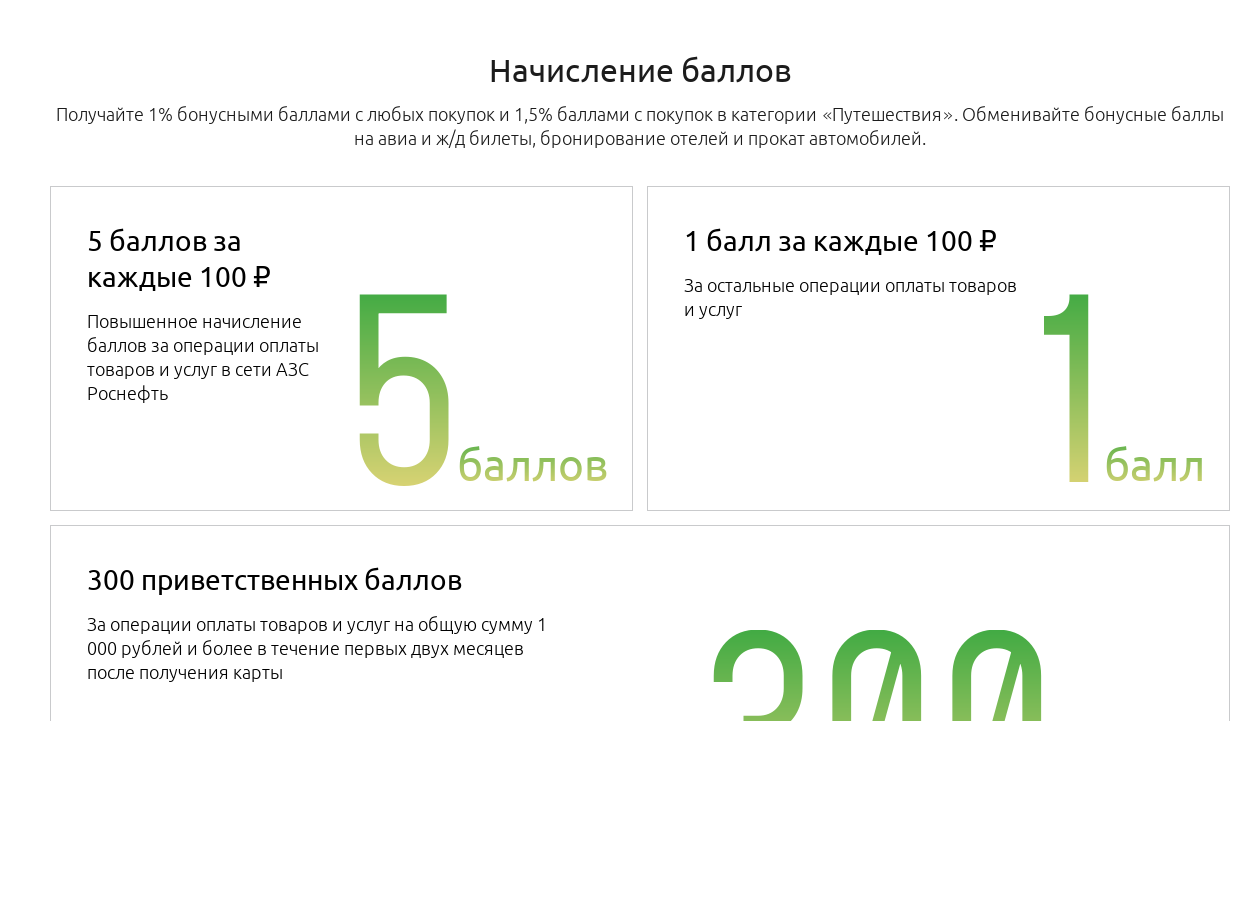 Начисление баллов
Получайте 1% бонусными баллами с любых покупок и 1,5% баллами с покупок в категории «Путешествия». Обменивайте бонусные баллы
на авиа и ж/д билеты, бронирование отелей и прокат автомобилей.
5 баллов за
каждые 100 ₽
Повышенное начисление
баллов за операции оплаты
товаров и услуг в сети АЗС
Роснефть
5 баллов
1 балл за каждые 100 ₽
За остальные операции оплаты товаров
и услуг
1 балл
300 приветственных баллов
За операции оплаты товаров и услуг на общую сумму 1
000 рублей и более в течение первых двух месяцев
после получения карты
300